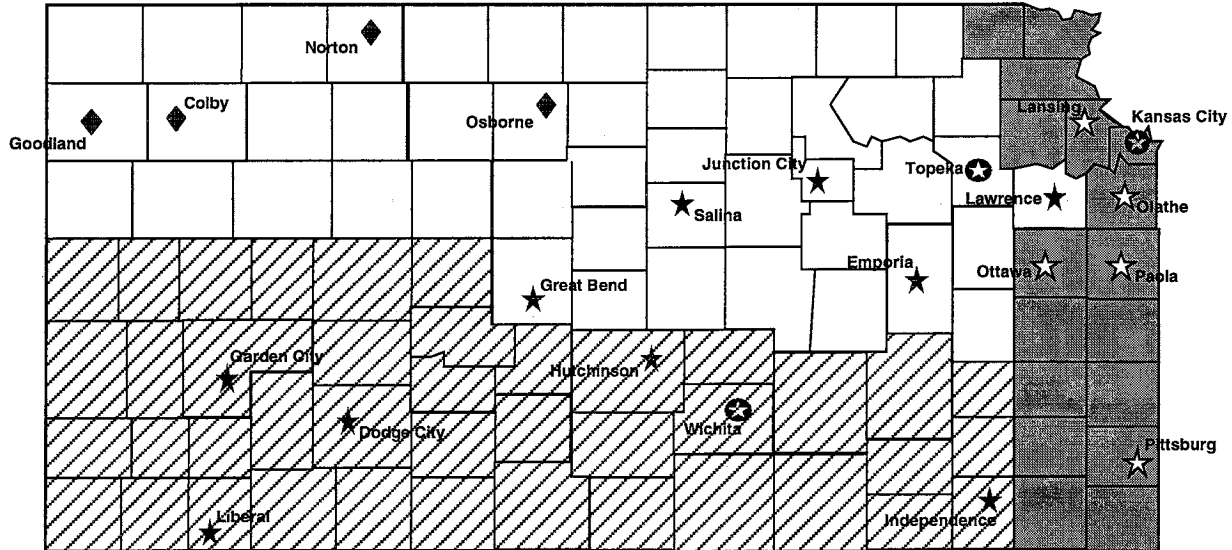 Norton
Colby
Goodland
Osborne
Lansing
Kansas City
Junction City
Topeka
Lawrence
Olathe
Salina
Emporia
Ottawa
Paola
Great Bend
Garden City
Hutchinson
Dodge City
Wichita
Pittsburg
Liberal
Independence